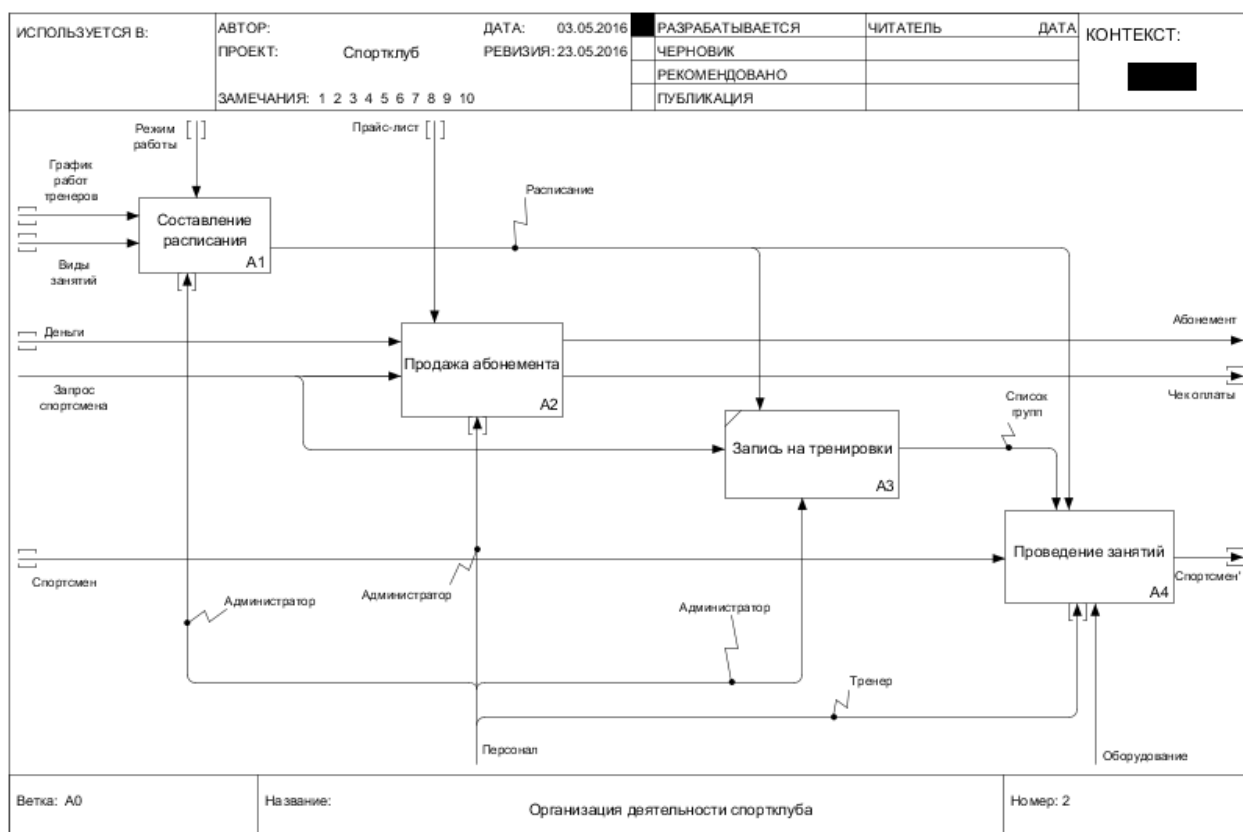 ИСПОЛЬЗУЕТСЯ В:
АВТОР:
ДАТА: 03.05.2016
РАЗРАБАТЫВАЕТСЯ
ЧИТАТЕЛЬ
ДАТА
КОНТЕКСТ:
ПРОЕКТ: Спортклуб
РЕВИЗИЯ: 23.05.2016
ЧЕРНОВИК
РЕКОМЕНДОВАНО
ЗАМЕЧАНИЯ: 1 2 3 4 5 6 7 8 9 10
ПУБЛИКАЦИЯ
Режим
работы
Прайс-лист
График
работ
тренеров
Расписание
Составление
расписания
A1
Виды
занятий
Деньги
Абонемент
Продажа абонемента
A2
Запрос
спортсмена
Чек оплаты
Список
групп
Запись на тренировки
A3
Проведение занятий
A4
Спортсмен
Спортсмен'
Администратор
Администратор
Администратор
Тренер
Персонал
Оборудование
Ветка: A0
Название:
Организация деятельности спортклуба
Номер: 2